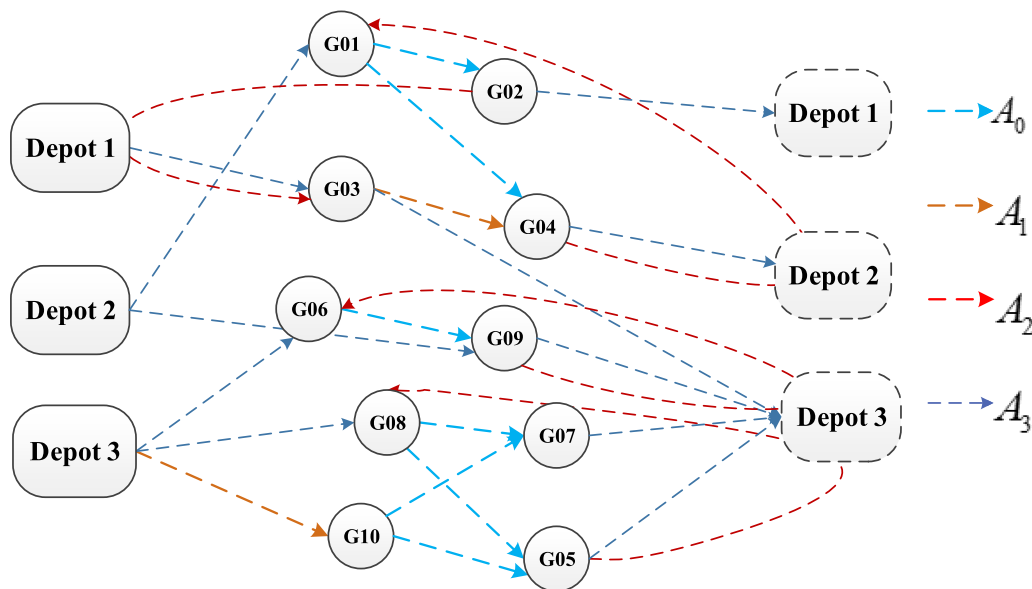 G01
G02
Depot 1
A0
Depot 1
G03
A1
G04
Depot 2
Depot 2
G06
A2
G09
Depot 3
A3
G08
G07
Depot 3
G10
G05